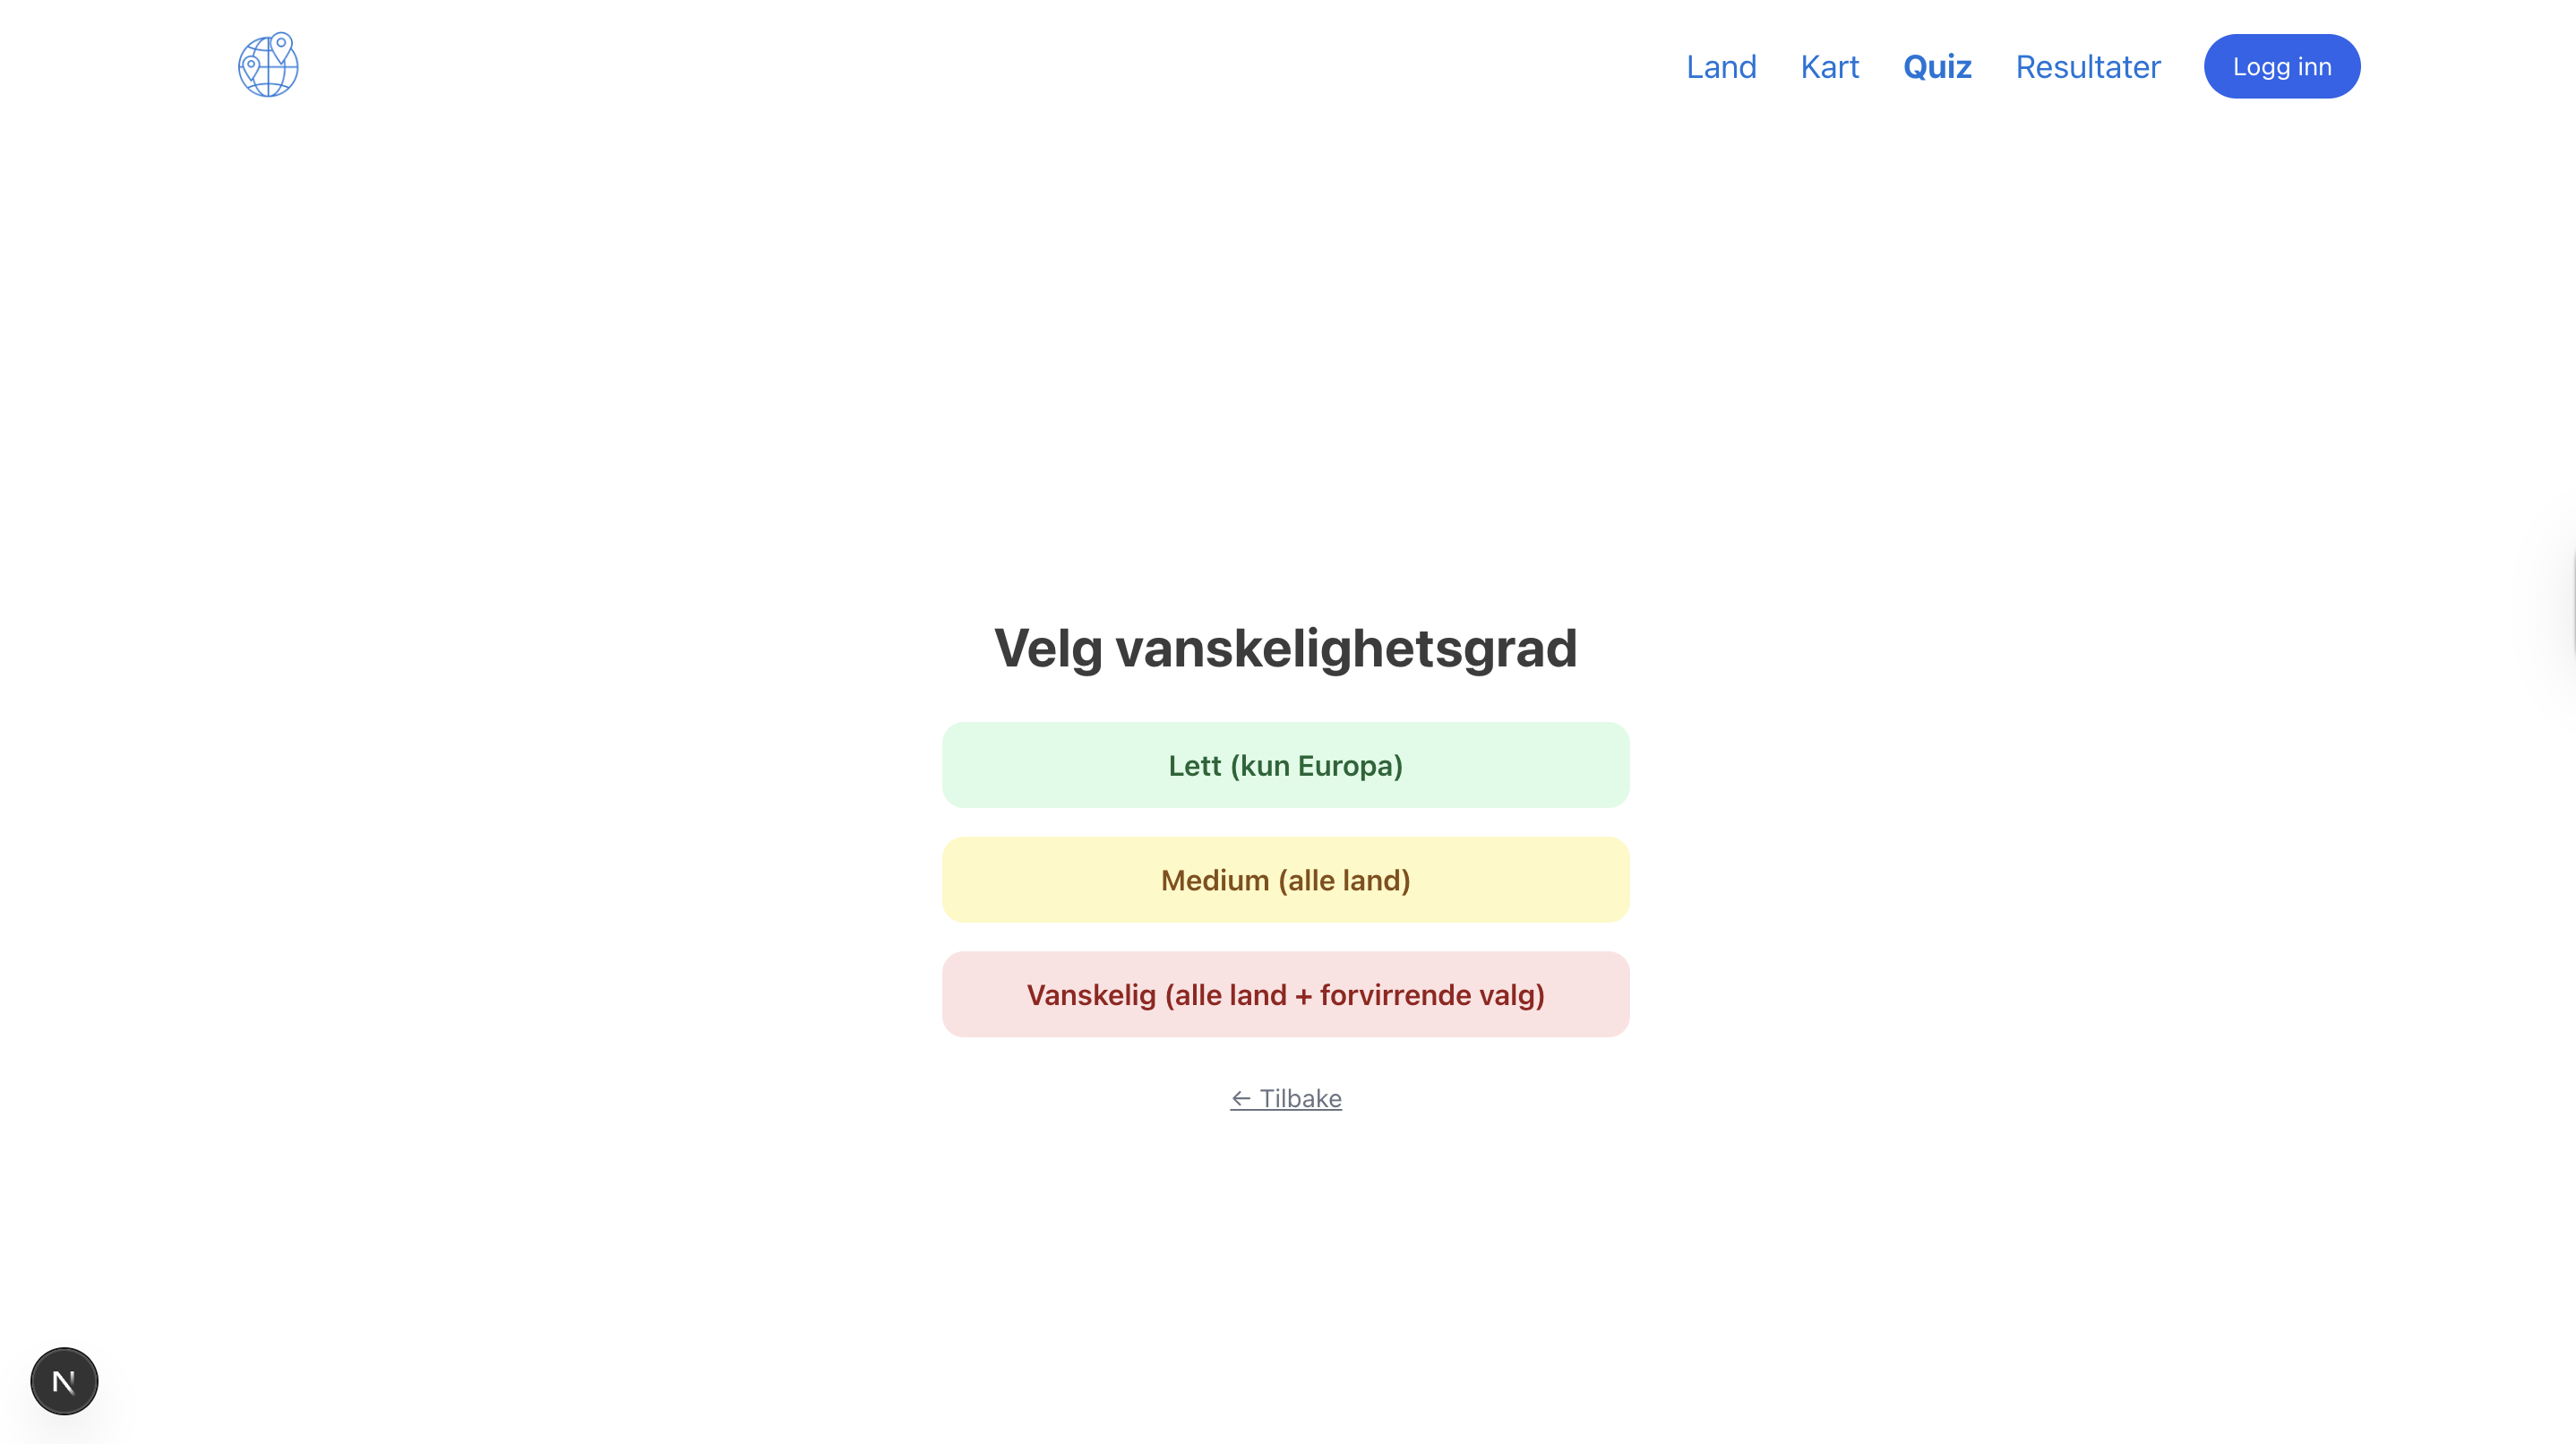 Land Kart Quiz Resultater Logg inn
Velg vanskelighetsgrad
Lett (kun Europa)
Medium (alle land)
Vanskelig (alle land + forvirrende valg)
← Tilbake
N